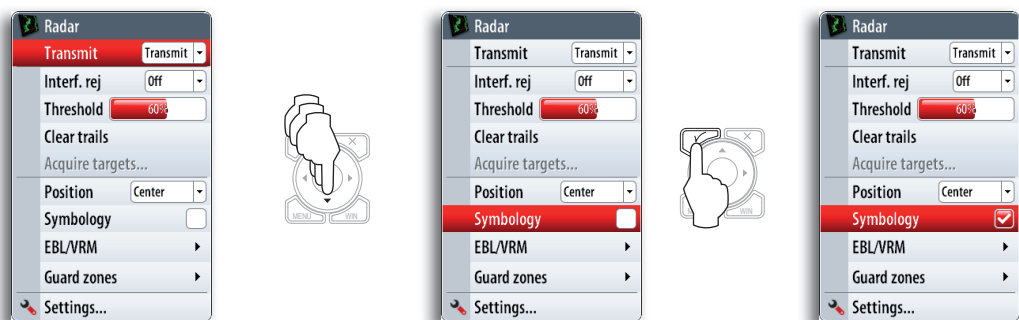 Radar
Transmit Transmit
Interf. rej Off
Threshold 60%
Clear trails
Acquire targets...
Position Center
Symbology
EBL/VRM
Guard zones
Settings...
MENU WIN
Radar
Transmit Transmit
Interf. rej Off
Threshold 60%
Clear trails
Acquire targets...
Position Center
Symbology
EBL/VRM
Guard zones
Settings...
WIN
Radar
Transmit Transmit
Interf. rej Off
Threshold 60%
Clear trails
Acquire targets...
Position Center
Symbology
EBL/VRM
Guard zones
Settings...